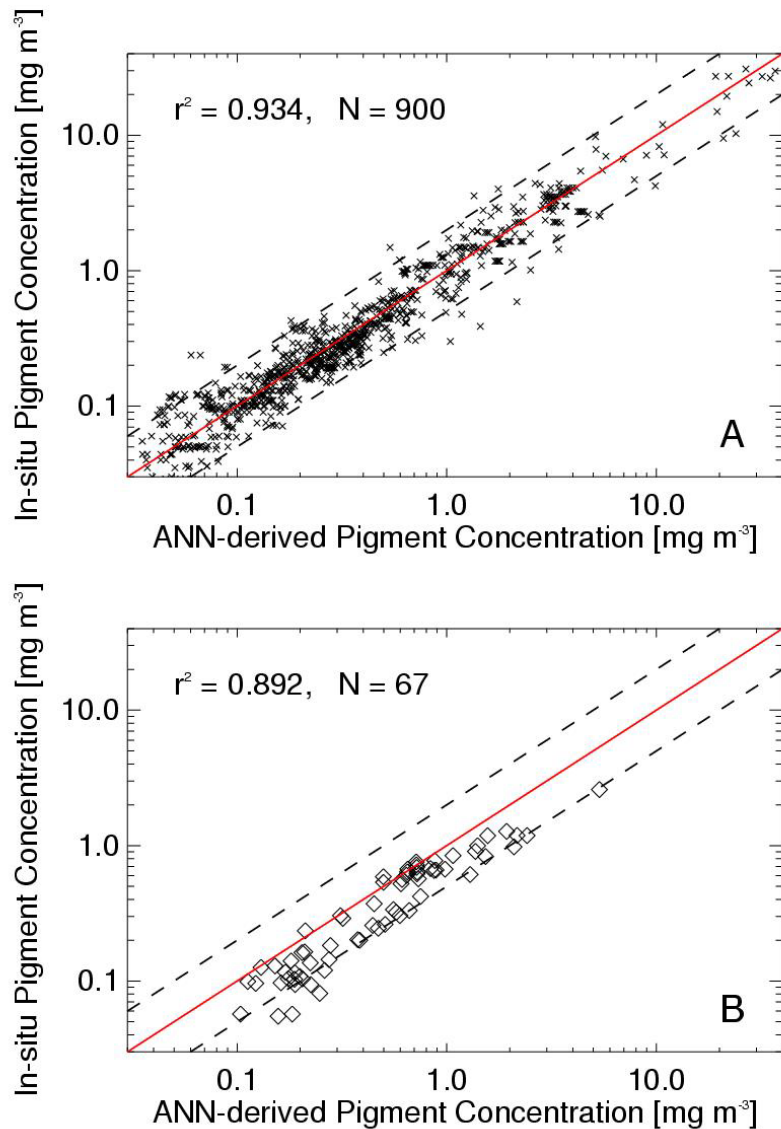 r² = 0.934, N = 900
In-situ Pigment Concentration [mg m⁻³]
10.0
1.0
0.1
A
0.1 1.0 10.0
ANN-derived Pigment Concentration [mg m⁻³]
r² = 0.892, N = 67
In-situ Pigment Concentration [mg m⁻³]
10.0
1.0
0.1
B
0.1 1.0 10.0
ANN-derived Pigment Concentration [mg m⁻³]